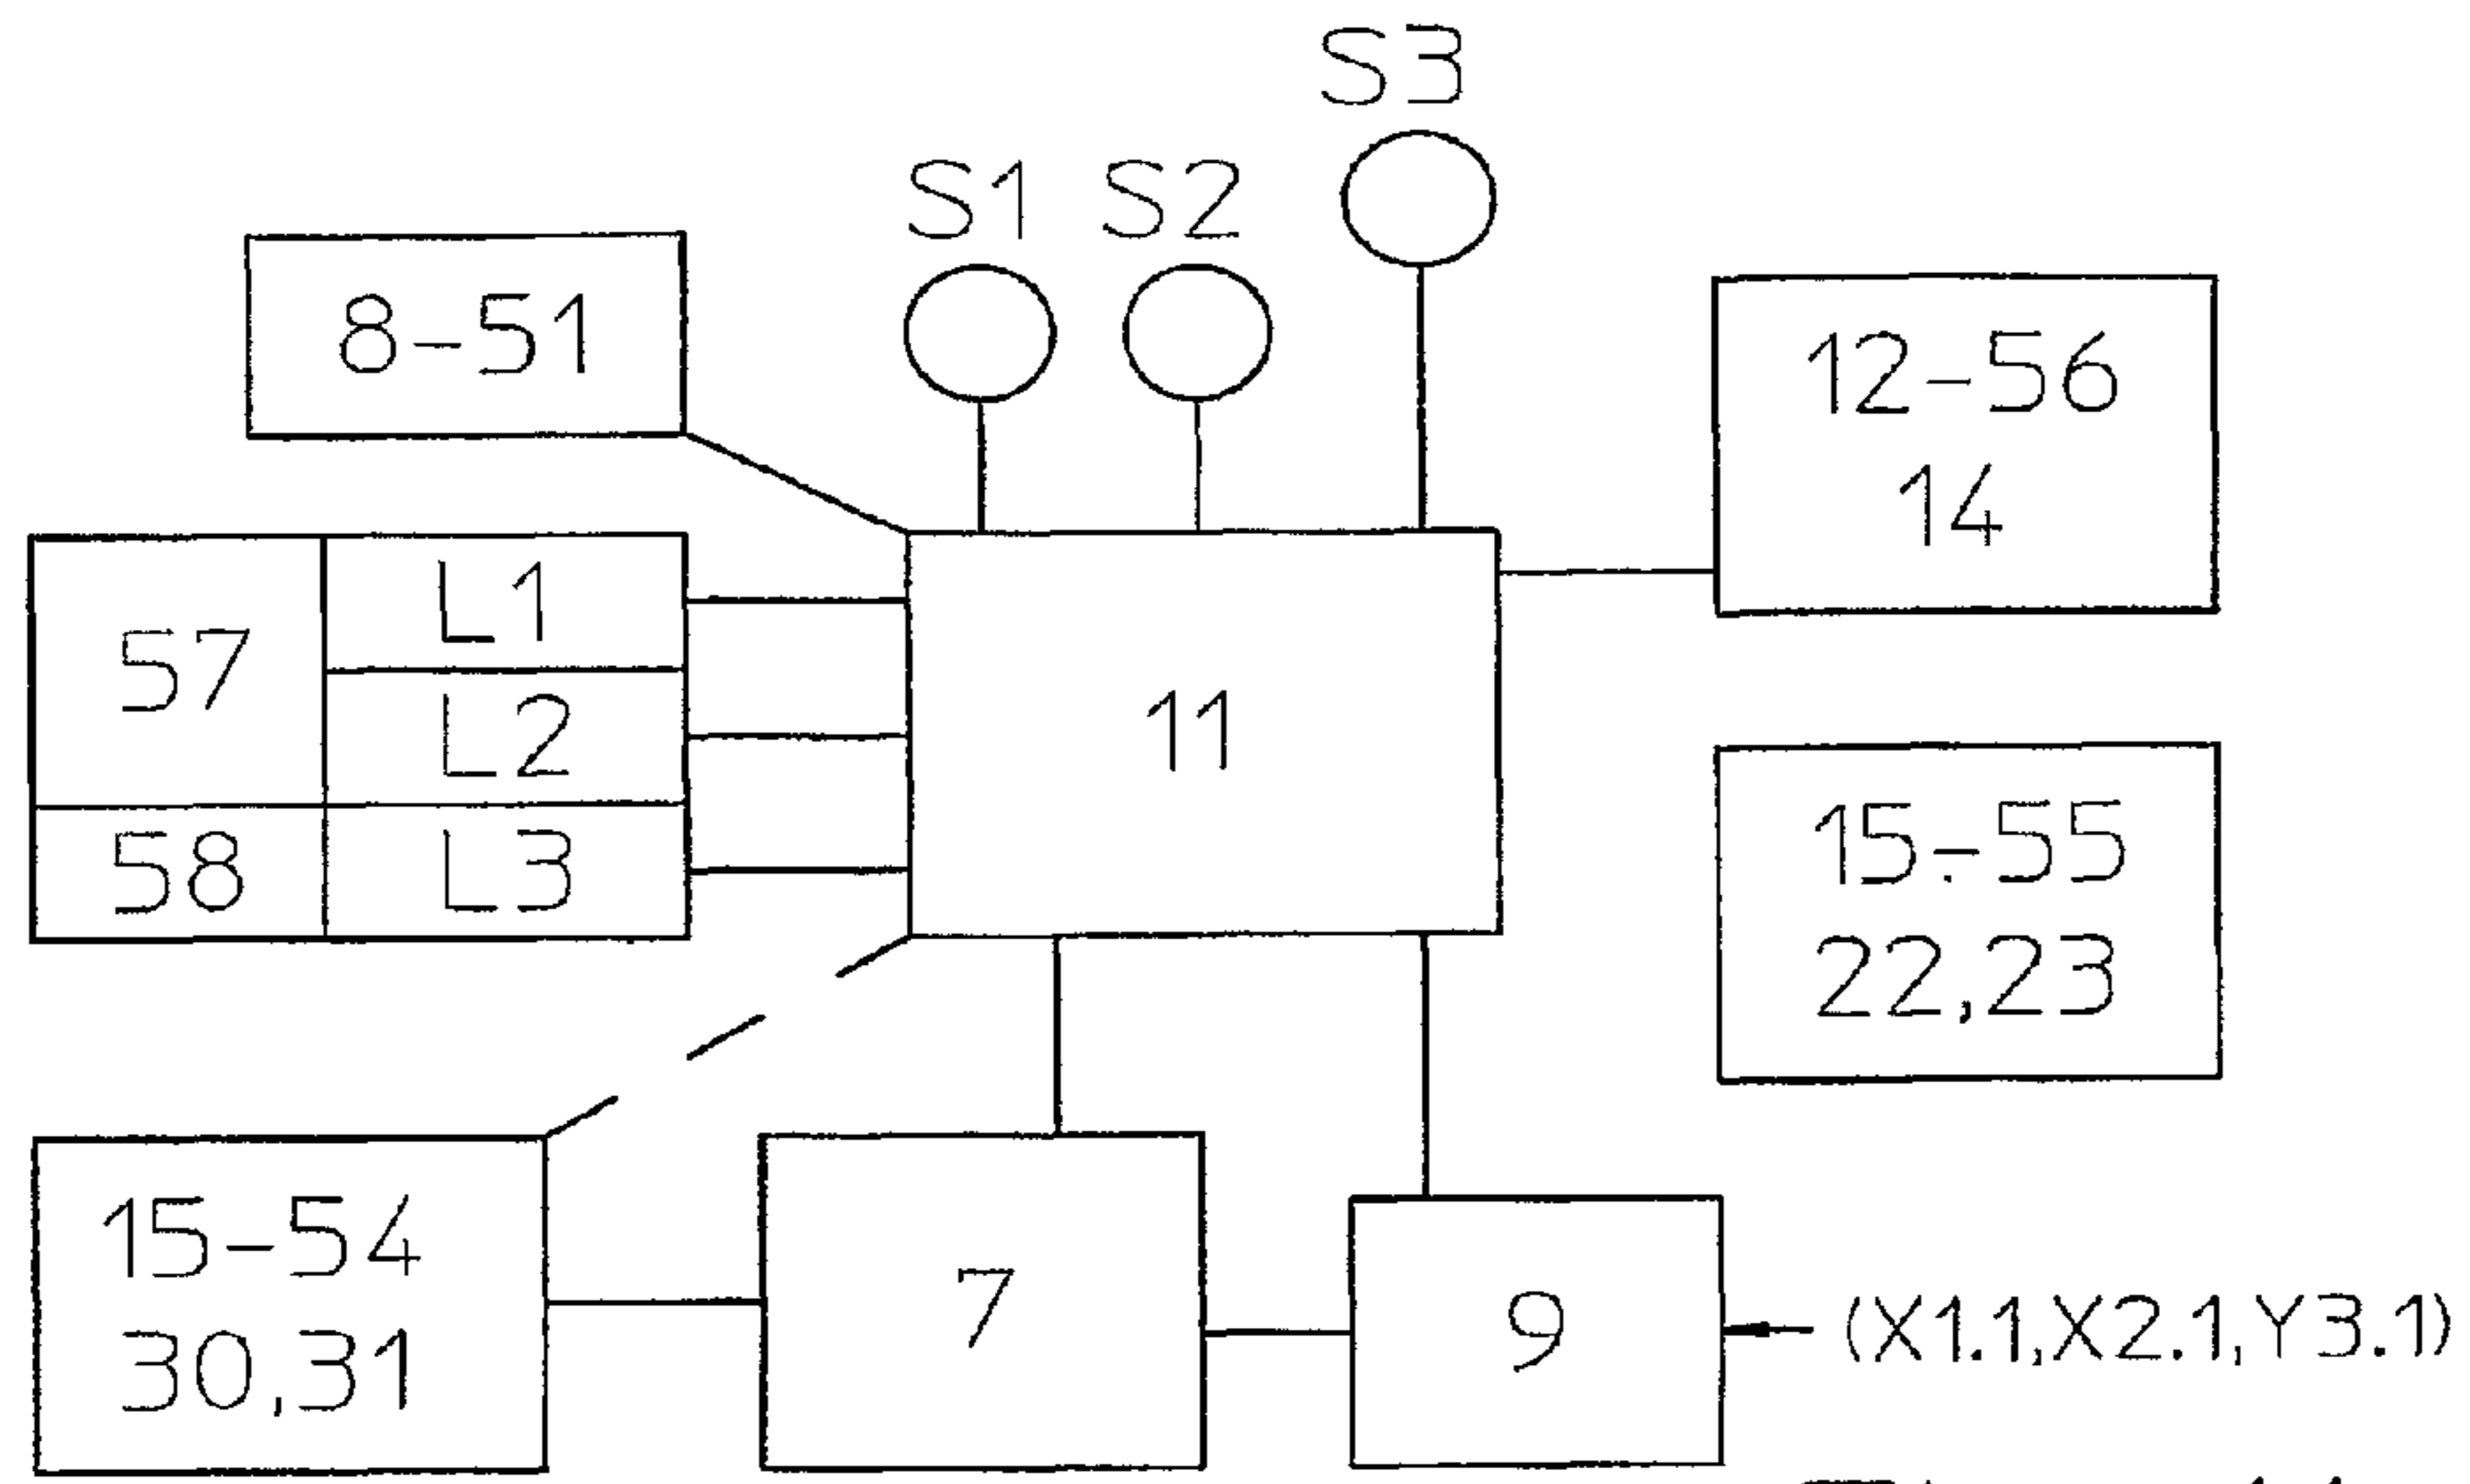 S3
S1 S2
8-51
12-56
14
57
L1
L2
58
L3
11
15-55
22,23
15-54
30,31
7
9
(X1.1,X2.1,Y3.1)